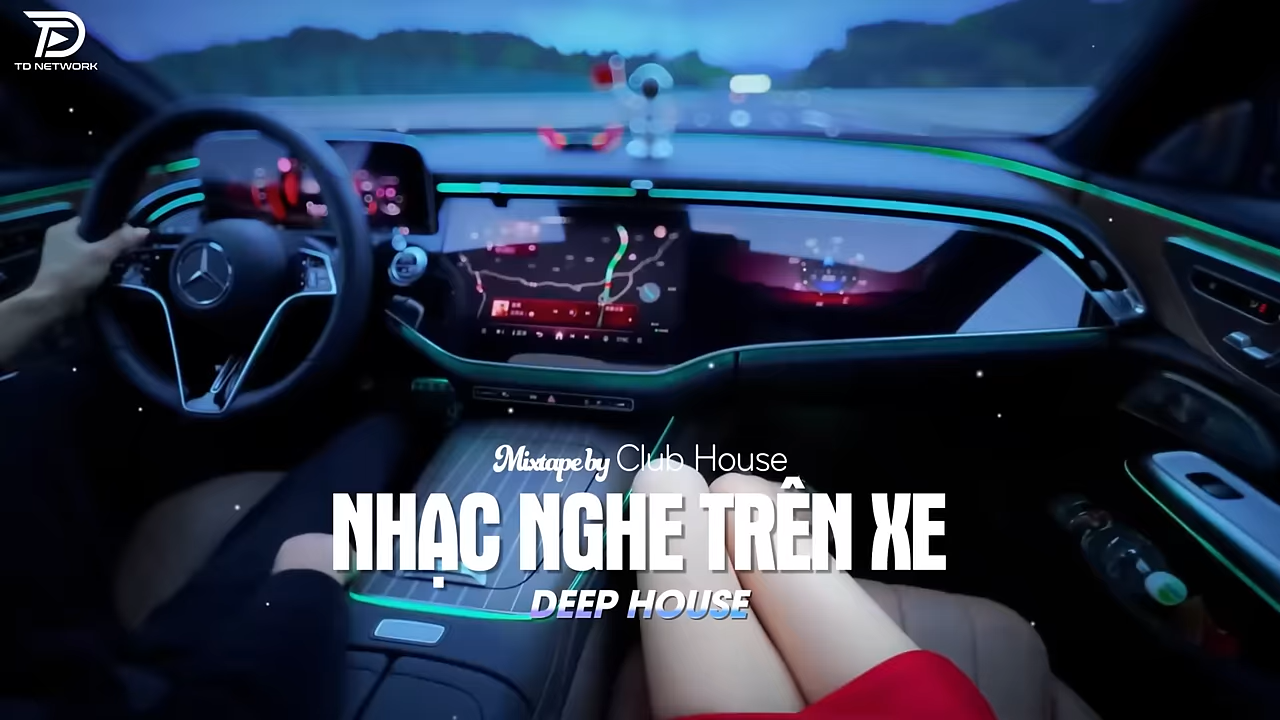 TD NETWORK
Mixtape by Club House
NHẠC NGHE TRÊN XE
DEEP HOUSE